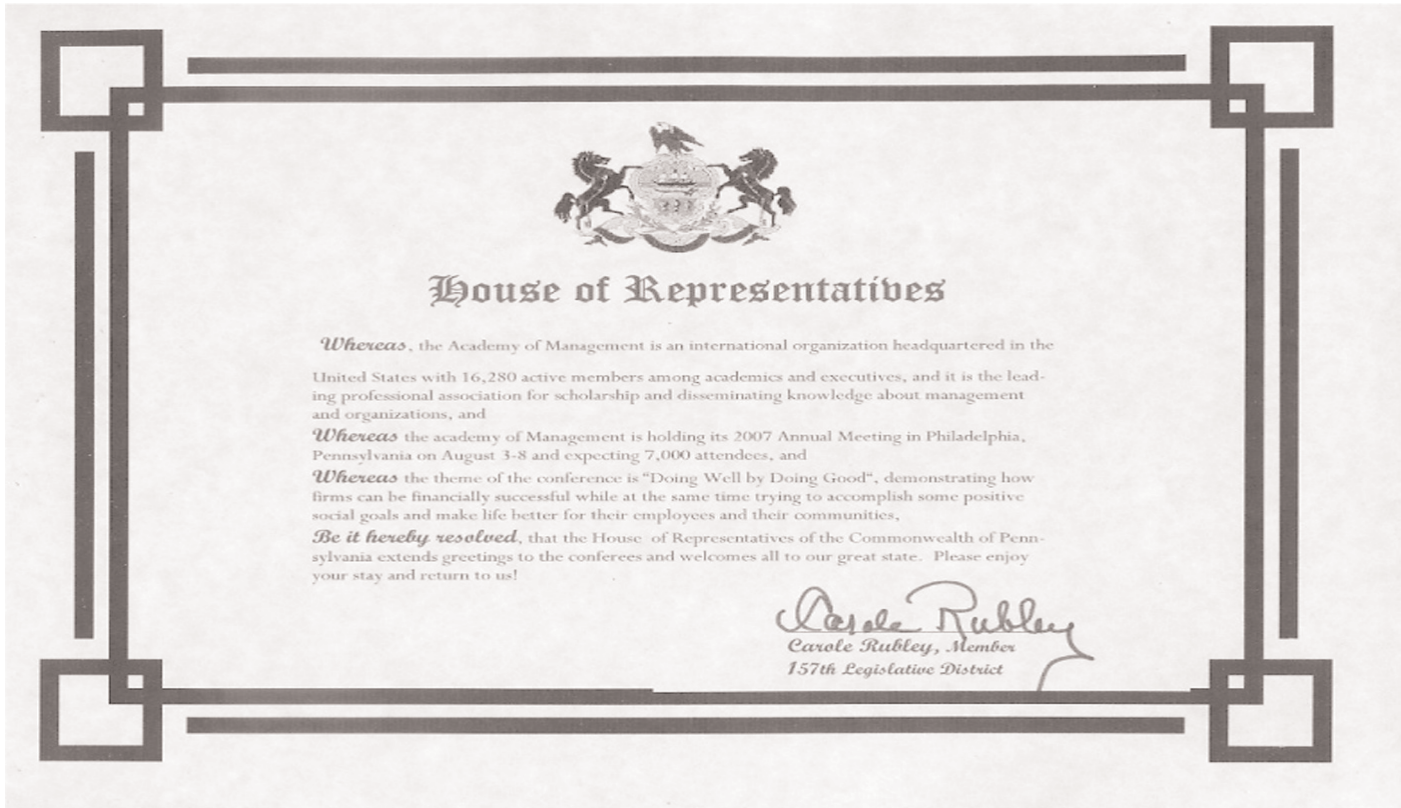 House of Representatives
Whereas, the Academy of Management is an international organization headquartered in the
United States with 16,280 active members among academics and executives, and it is the lead-
ing professional association for scholarship and disseminating knowledge about management
and organizations, and
Whereas the academy of Management is holding its 2007 Annual Meeting in Philadelphia,
Pennsylvania on August 3-8 and expecting 7,000 attendees, and
Whereas the theme of the conference is "Doing Well by Doing Good", demonstrating how
firms can be financially successful while at the same time trying to accomplish some positive
social goals and make life better for their employees and their communities,
Be it hereby resolved, that the House of Representatives of the Commonwealth of Penn-
sylvania extends greetings to the conferees and welcomes all to our great state. Please enjoy
your stay and return to us!
Carole Rubley
Carole Rubley, Member
157th Legislative District